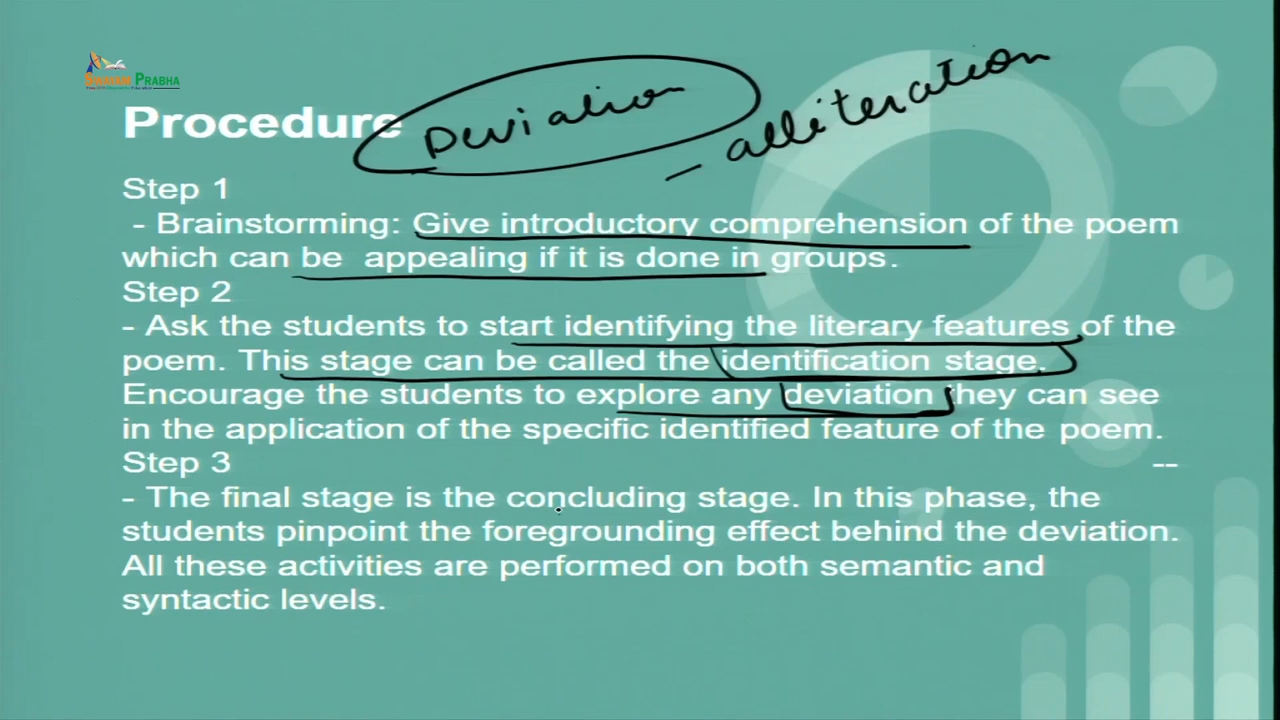 SWAYAM PRABHA
Deviation
- alliteration
Procedure
Step 1
- Brainstorming: Give introductory comprehension of the poem
which can be appealing if it is done in groups.
Step 2
- Ask the students to start identifying the literary features of the
poem. This stage can be called the identification stage.
Encourage the students to explore any deviation they can see
in the application of the specific identified feature of the poem.
Step 3
--
- The final stage is the concluding stage. In this phase, the
students pinpoint the foregrounding effect behind the deviation.
All these activities are performed on both semantic and
syntactic levels.